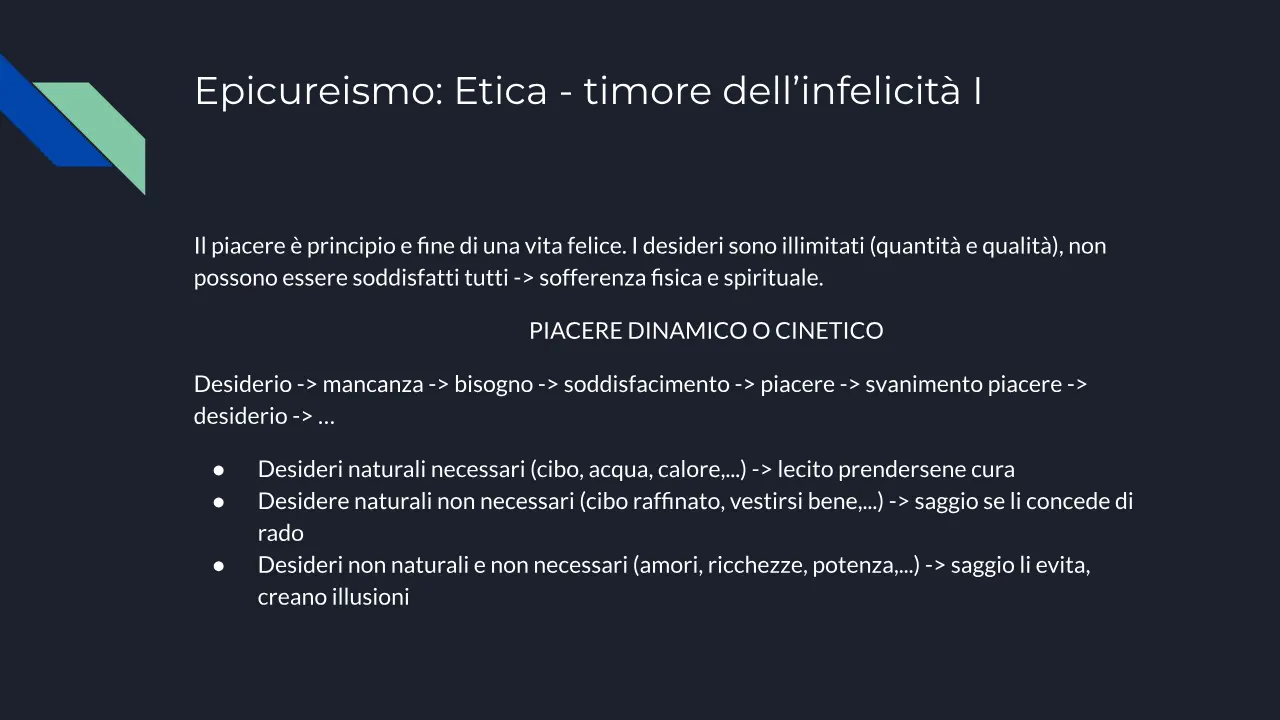 Epicureismo: Etica - timore dell’infelicità I
Il piacere è principio e fine di una vita felice. I desideri sono illimitati (quantità e qualità), non
possono essere soddisfatti tutti -> sofferenza fisica e spirituale.
PIACERE DINAMICO O CINETICO
Desiderio -> mancanza -> bisogno -> soddisfacimento -> piacere -> svanimento piacere ->
desiderio -> …
● Desideri naturali necessari (cibo, acqua, calore,...) -> lecito prendersene cura
● Desidere naturali non necessari (cibo raffinato, vestirsi bene,...) -> saggio se li concede di
rado
● Desideri non naturali e non necessari (amori, ricchezze, potenza,...) -> saggio li evita,
creano illusioni